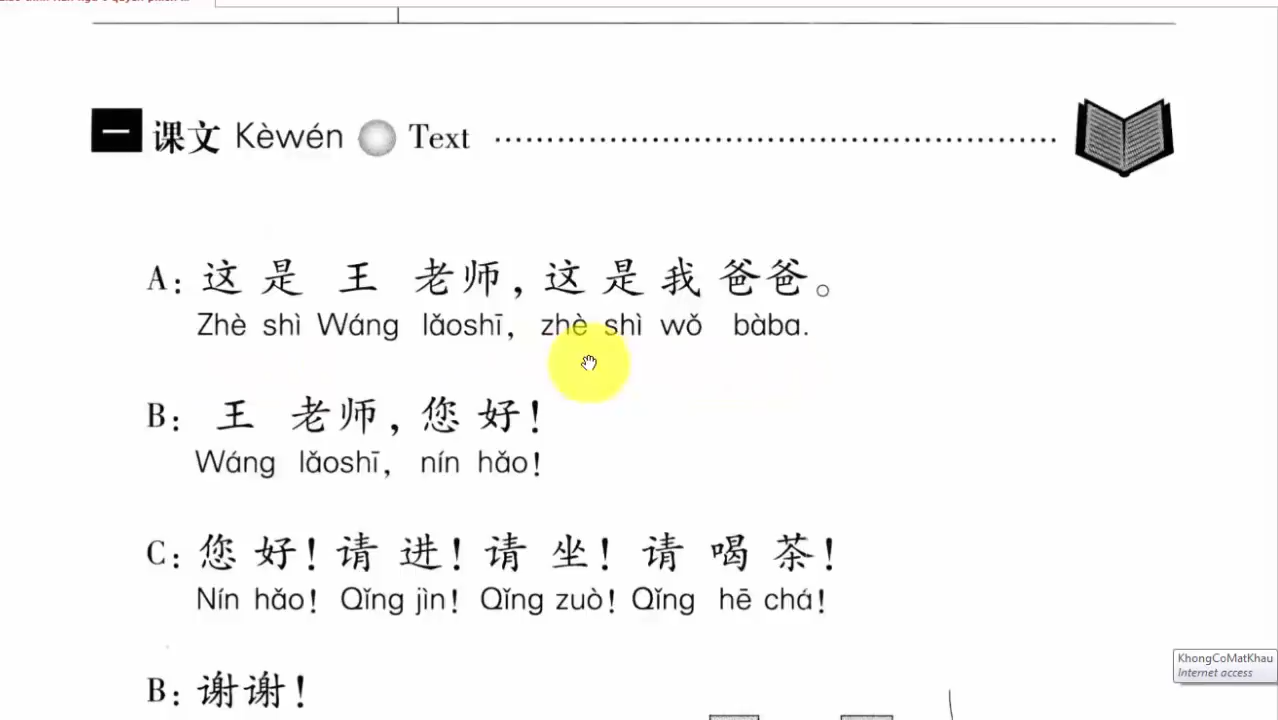 一 课文 Kèwén Text
A: 这是 王 老师, 这是我 爸爸。
Zhè shì Wáng lǎoshī, zhè shì wǒ bàba.
B: 王 老师, 您好!
Wáng lǎoshī, nín hǎo!
C: 您好! 请进! 请坐! 请 喝茶!
Nín hǎo! Qǐng jìn! Qǐng zuò! Qǐng hē chá!
B: 谢谢!
KhongCoMatKhau
Internet access